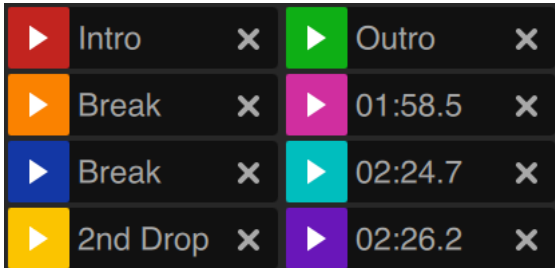 Intro
Outro
Break
01:58.5
Break
02:24.7
2nd Drop
02:26.2